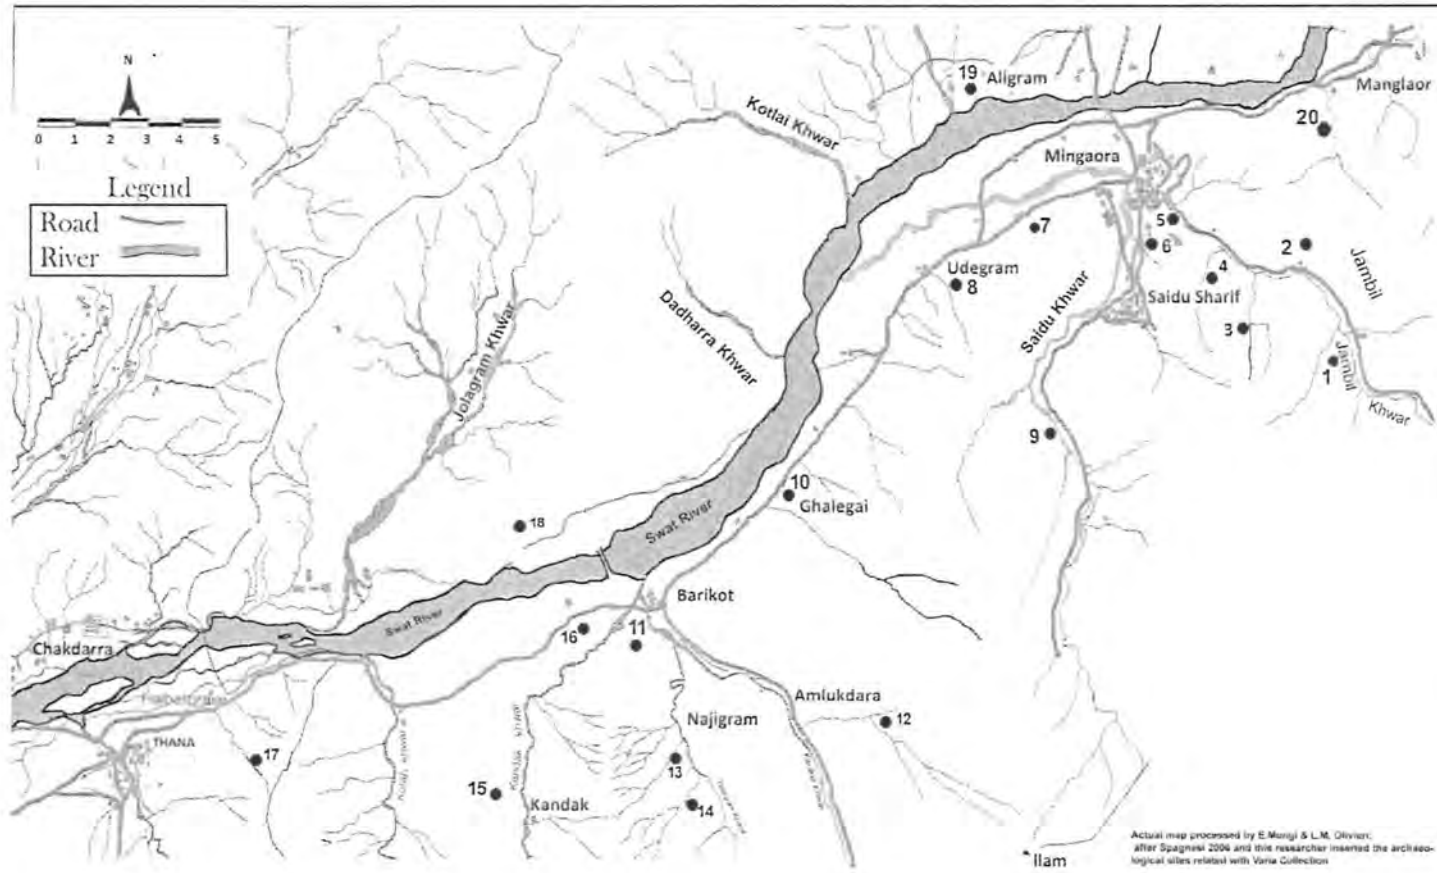 N
0 1 2 3 4 5
Legend
Road
River
19
Aligram
Manglaor
20
Kotlai Khwar
Mingaora
5
7
6
2
Udegram
4
Jambil
8
Saidu Sharif
Dadharra Khwar
Saidu Khwar
3
Jolagram Khwar
1
Jambil
Khwar
9
10
Ghalegai
18
Swat River
Barikot
Swat River
16
11
Chakdarra
Amlukdara
Najigram
12
THANA
17
13
Kandak Khwar
15
Kandak
14
Actual map processed by E.Morigi & L.M. Olivieri;
after Spagnesi 2006 and this researcher inserted the archaeo-
logical sites related with Varia Collection
Ilam